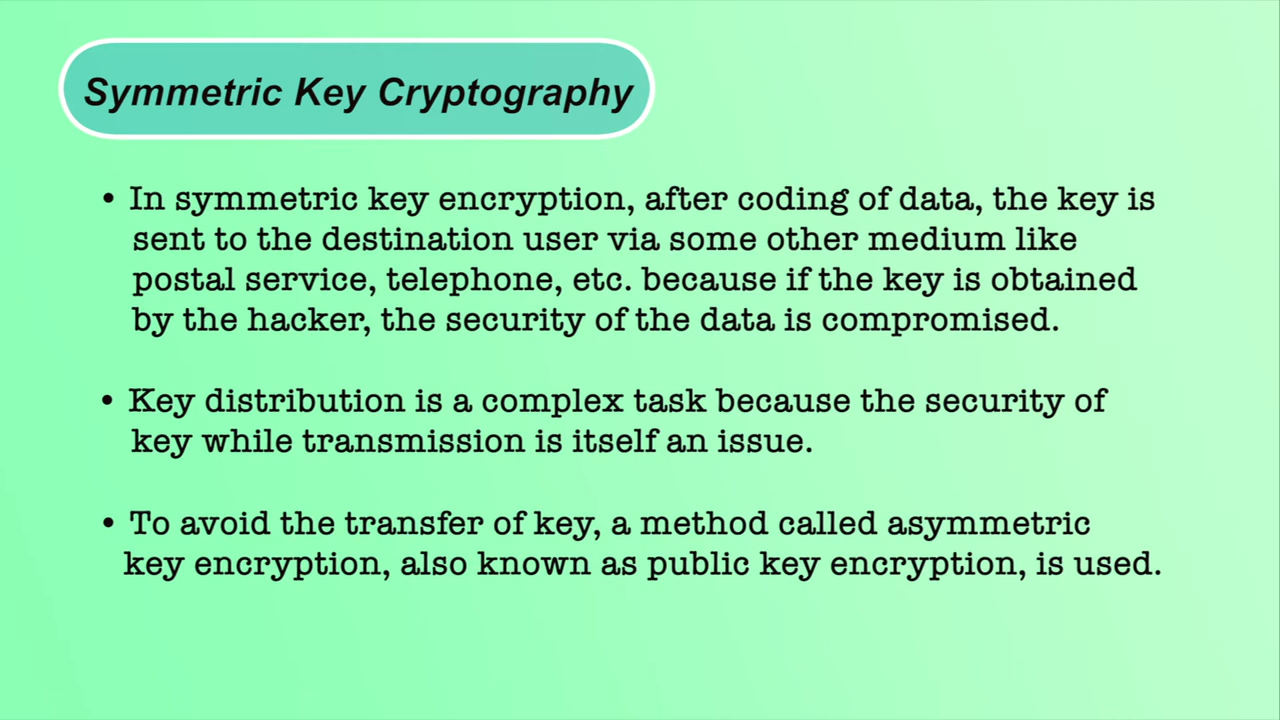 Symmetric Key Cryptography
• In symmetric key encryption, after coding of data, the key is
sent to the destination user via some other medium like
postal service, telephone, etc. because if the key is obtained
by the hacker, the security of the data is compromised.
• Key distribution is a complex task because the security of
key while transmission is itself an issue.
• To avoid the transfer of key, a method called asymmetric
key encryption, also known as public key encryption, is used.